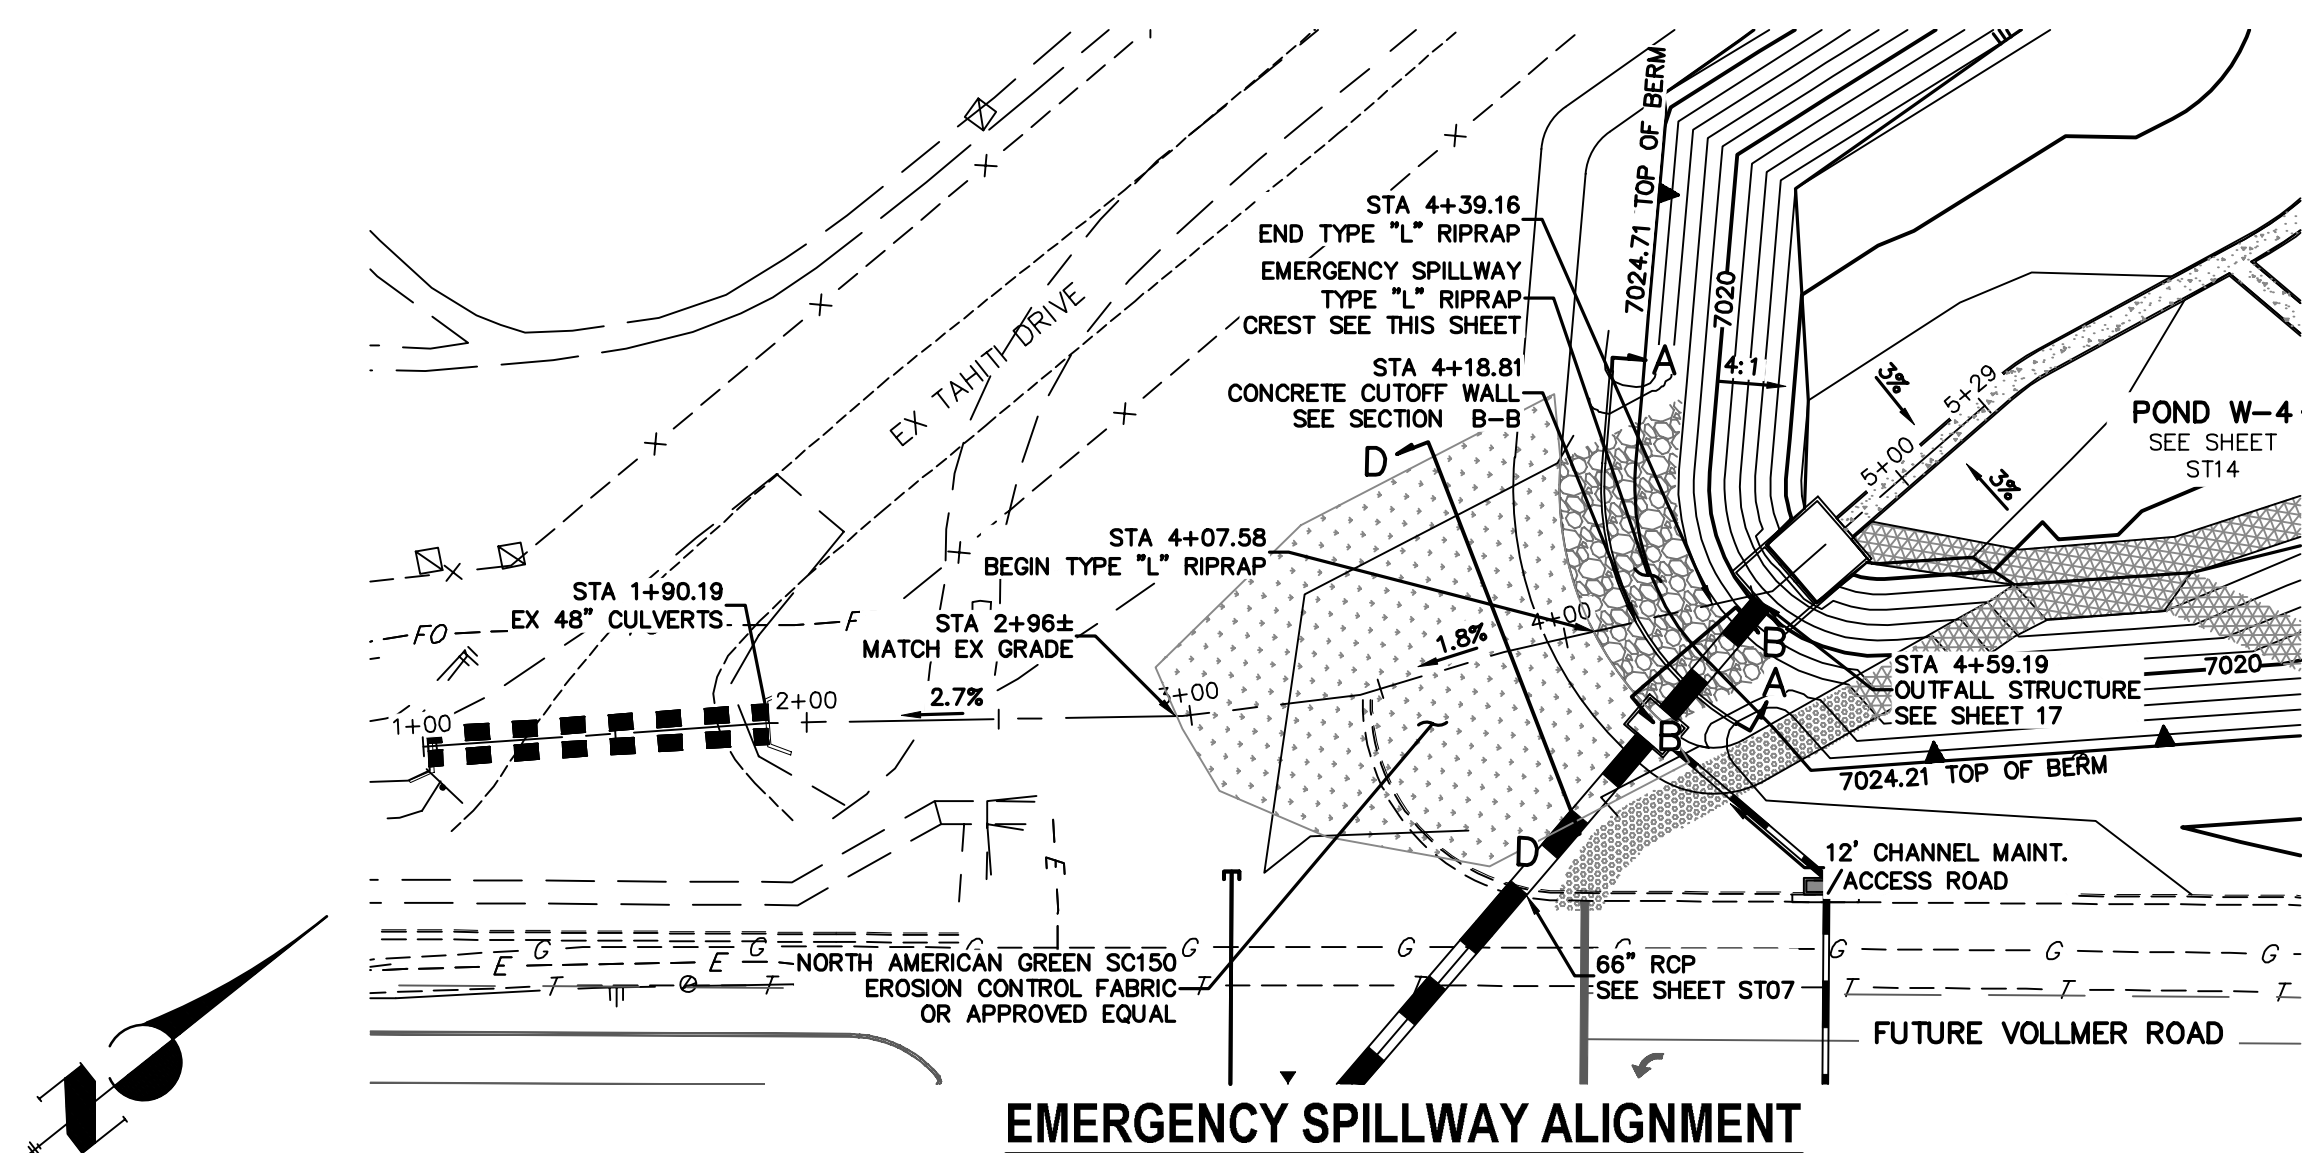 7024.71 TOP OF BERM
STA 4+39.16
END TYPE "L" RIPRAP
EMERGENCY SPILLWAY
TYPE "L" RIPRAP
CREST SEE THIS SHEET
STA 4+18.81
CONCRETE CUTOFF WALL
SEE SECTION B-B
7020
A
4:1
3%
5+29
POND W-4
SEE SHEET
ST14
5+00
3%
EX TAHITI DRIVE
D
STA 4+07.58
BEGIN TYPE "L" RIPRAP
STA 1+90.19
EX 48" CULVERTS
FO
F
STA 2+96±
MATCH EX GRADE
4+00
1.8%
B
STA 4+59.19
OUTFALL STRUCTURE
SEE SHEET 17
7020
A
3+00
2.7%
2+00
1+00
B
7024.21 TOP OF BERM
D
12' CHANNEL MAINT.
ACCESS ROAD
E
G
G
G
G
G
G
G
G
G
E
E
NORTH AMERICAN GREEN SC150
EROSION CONTROL FABRIC
OR APPROVED EQUAL
66" RCP
SEE SHEET ST07
T
T
T
T
T
T
T
FUTURE VOLLMER ROAD
EMERGENCY SPILLWAY ALIGNMENT